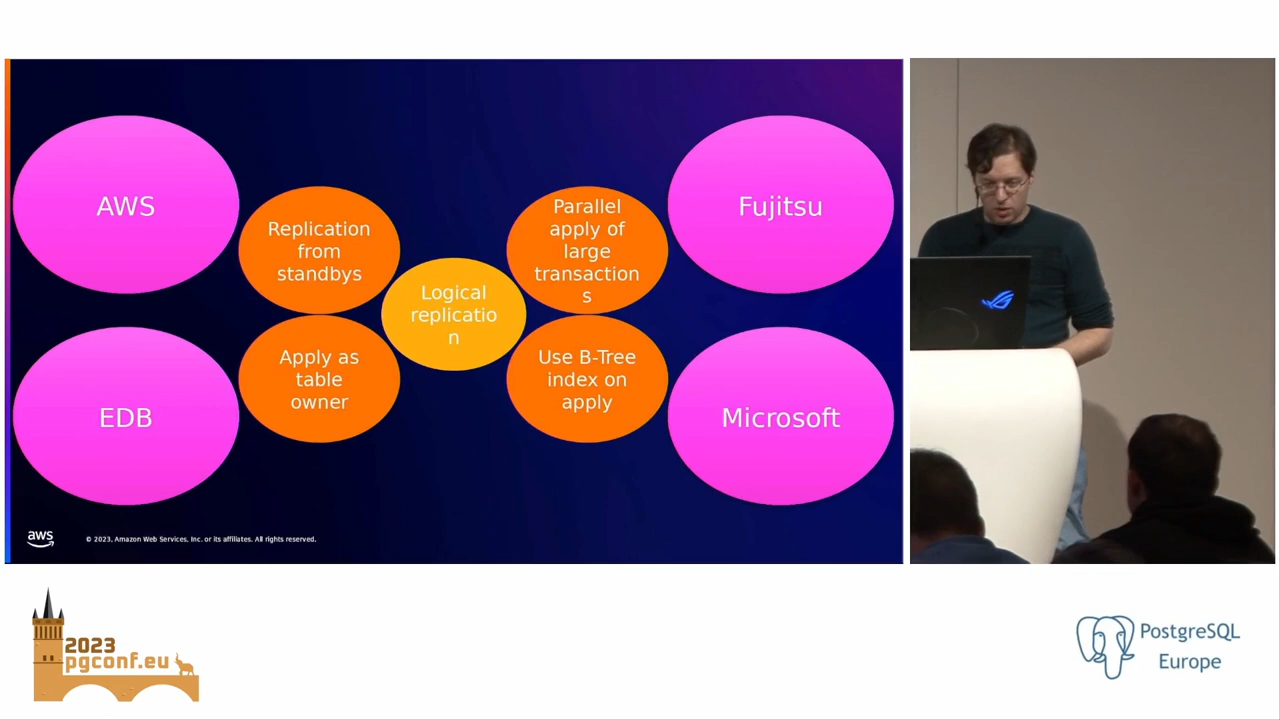 AWS
Replication
from
standbys
Apply as
table
owner
EDB
Logical
replicatio
n
Parallel
apply of
large
transaction
s
Use B-Tree
index on
apply
Fujitsu
Microsoft
aws
© 2023, Amazon Web Services, Inc. or its affiliates. All rights reserved.
2023
pgconf.eu
PostgreSQL
Europe